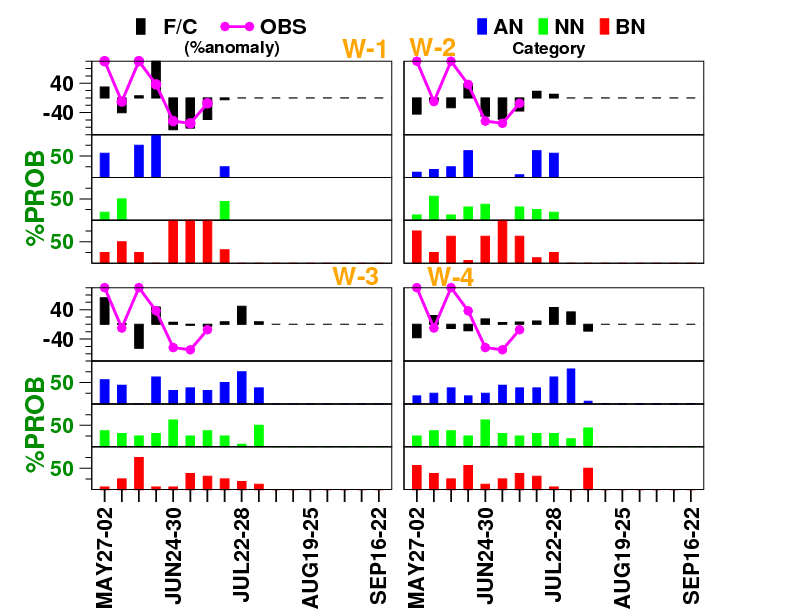 F/C OBS AN NN BN
(%anomaly) Category
W-1 W-2
40
-40
50
50
50
%PROB
W-3 W-4
40
-40
50
50
50
%PROB
MAY27-02 JUN24-30 JUL22-28 AUG19-25 SEP16-22 MAY27-02 JUN24-30 JUL22-28 AUG19-25 SEP16-22